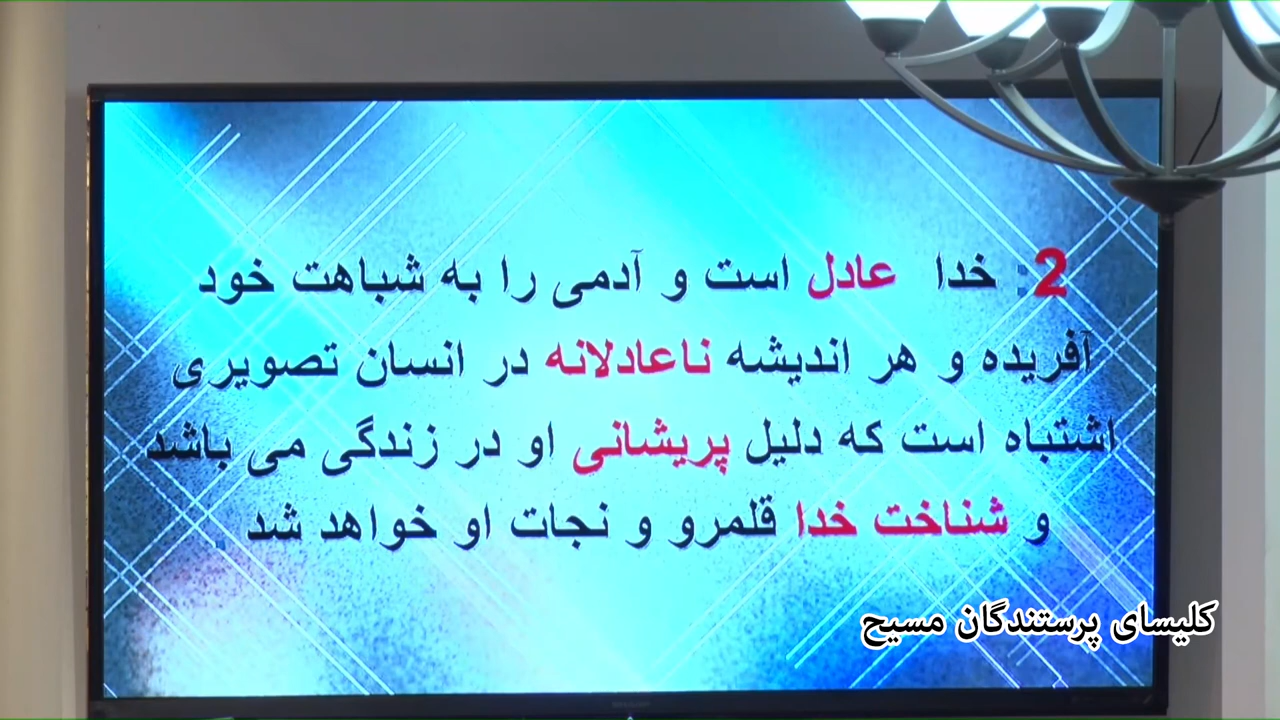 2: خدا عادل است و آدمی را به شباهت خود
آفریده و هر اندیشه ناعادلانه در انسان تصویری
اشتباه است که دلیل پریشانی او در زندگی می باشد
و شناخت خدا قلمرو و نجات او خواهد شد
کلیسای پرستندگان مسیح